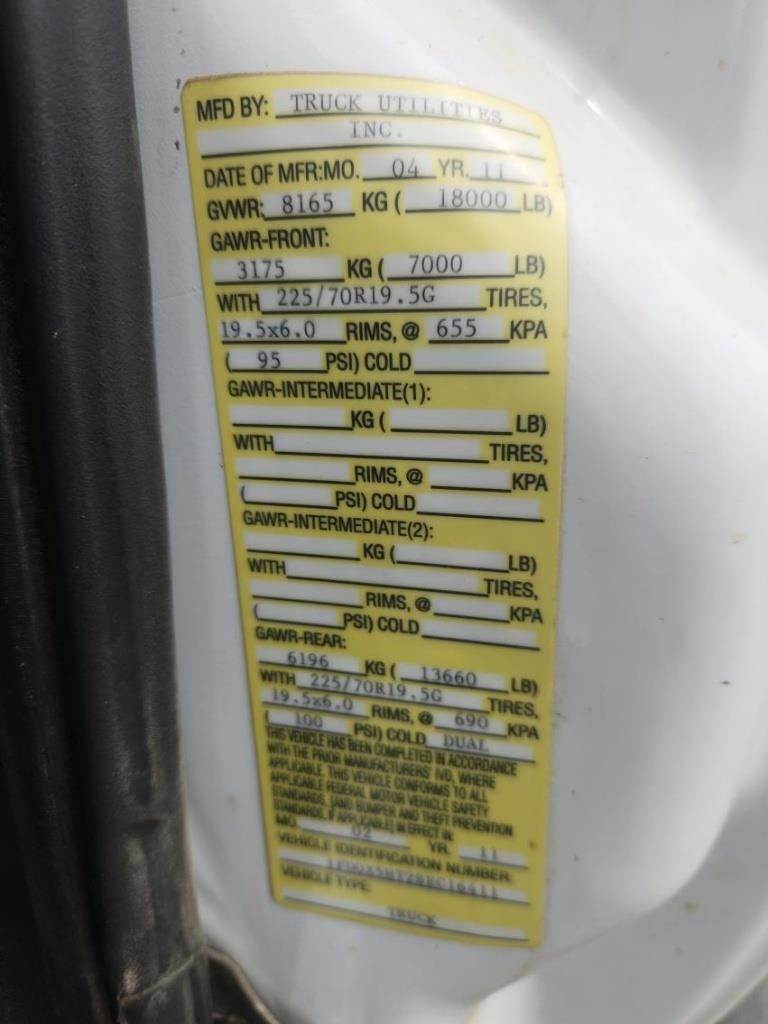 MFD BY: TRUCK UTILITIES
INC.
DATE OF MFR:MO. 04 YR. 11
GVWR: 8165 KG ( 18000 LB)
GAWR-FRONT:
3175 KG ( 7000 LB)
WITH 225/70R19.5G TIRES,
19.5x6.0 RIMS, @ 655 KPA
( 95 PSI) COLD
GAWR-INTERMEDIATE(1):
KG ( LB)
WITH TIRES,
RIMS, @ KPA
( PSI) COLD
GAWR-INTERMEDIATE(2):
KG ( LB)
WITH TIRES,
RIMS, @ KPA
( PSI) COLD
GAWR-REAR:
6196 KG ( 13660 LB)
WITH 225/70R19.5G TIRES,
19.5x6.0 RIMS, @ 690 KPA
( 100 PSI) COLD DUAL
THIS VEHICLE HAS BEEN COMPLETED IN ACCORDANCE
WITH THE PRIOR MANUFACTURERS' IVD, WHERE
APPLICABLE. THIS VEHICLE CONFORMS TO ALL
APPLICABLE FEDERAL MOTOR VEHICLE SAFETY
STANDARDS, [AND BUMPER AND THEFT PREVENTION
STANDARDS, IF APPLICABLE] IN EFFECT IN:
MO. 02 YR. 11
VEHICLE IDENTIFICATION NUMBER:
VEHICLE TYPE:
TRUCK